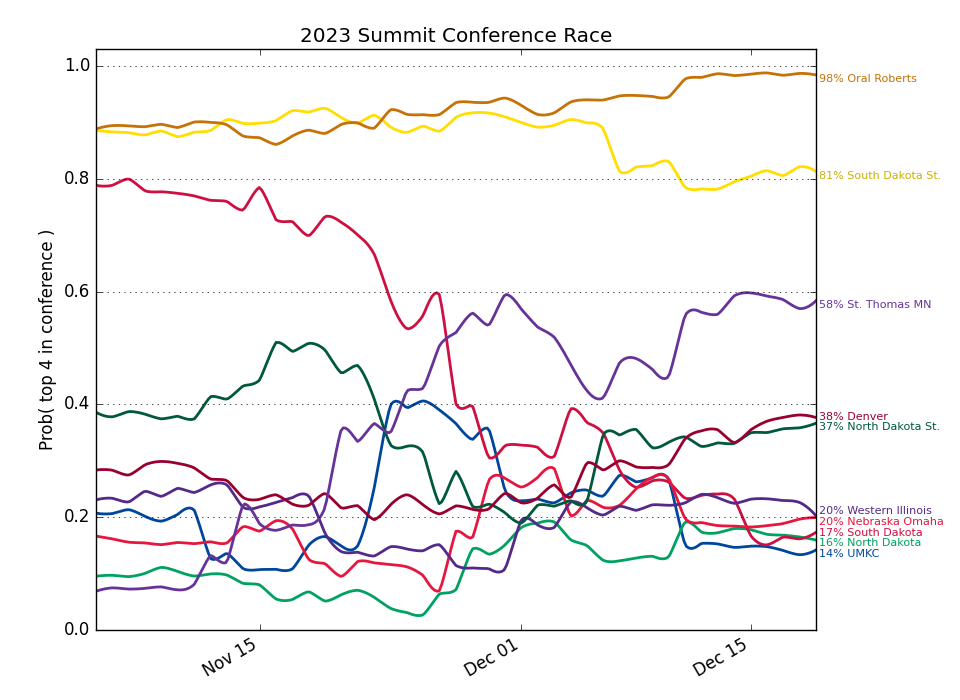 2023 Summit Conference Race
Prob( top 4 in conference )
1.0
0.8
0.6
0.4
0.2
0.0
Nov 15
Dec 01
Dec 15
98% Oral Roberts
81% South Dakota St.
58% St. Thomas MN
38% Denver
37% North Dakota St.
20% Western Illinois
20% Nebraska Omaha
17% South Dakota
16% North Dakota
14% UMKC